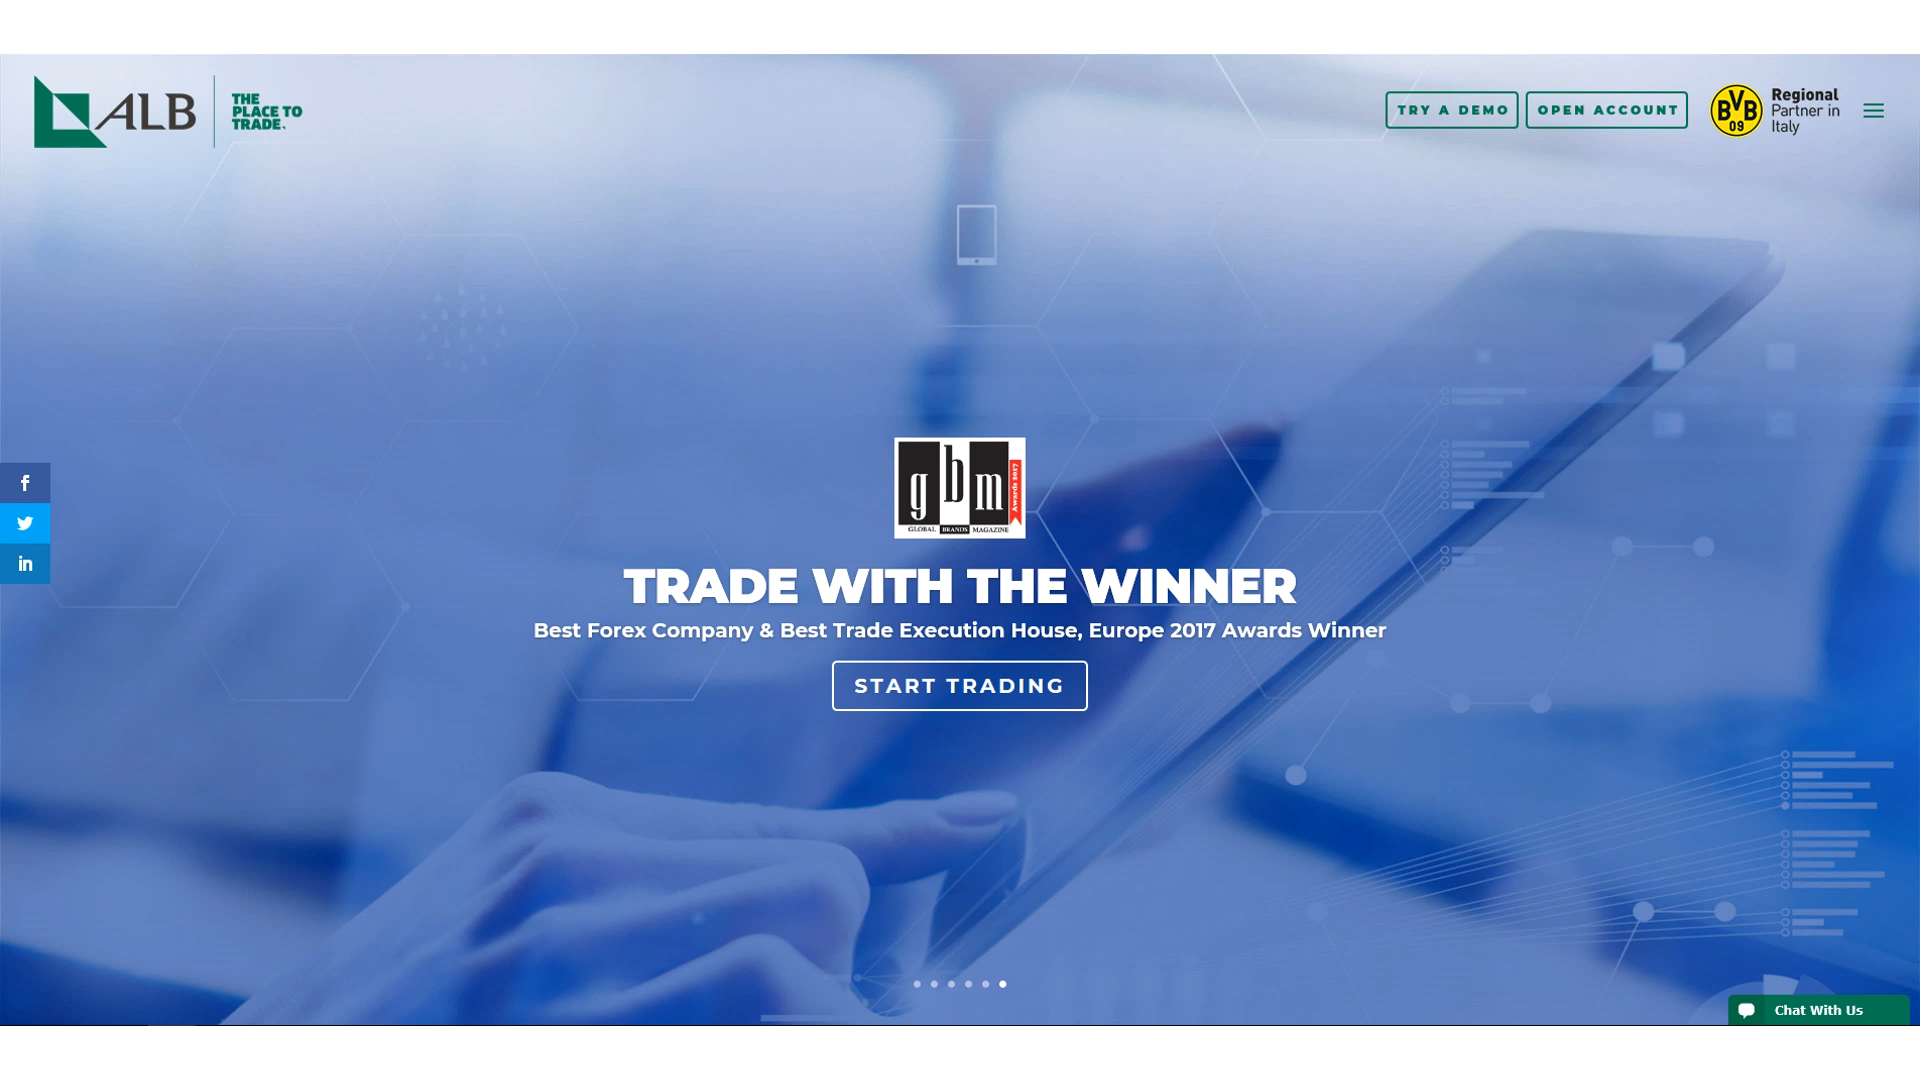 ALB
THE
PLACE TO
TRADE.
TRY A DEMO
OPEN ACCOUNT
BVB
09
Regional
Partner in
Italy
f
in
gbm
Awards 2017
GLOBAL BRANDS MAGAZINE
TRADE WITH THE WINNER
Best Forex Company & Best Trade Execution House, Europe 2017 Awards Winner
START TRADING
Chat With Us